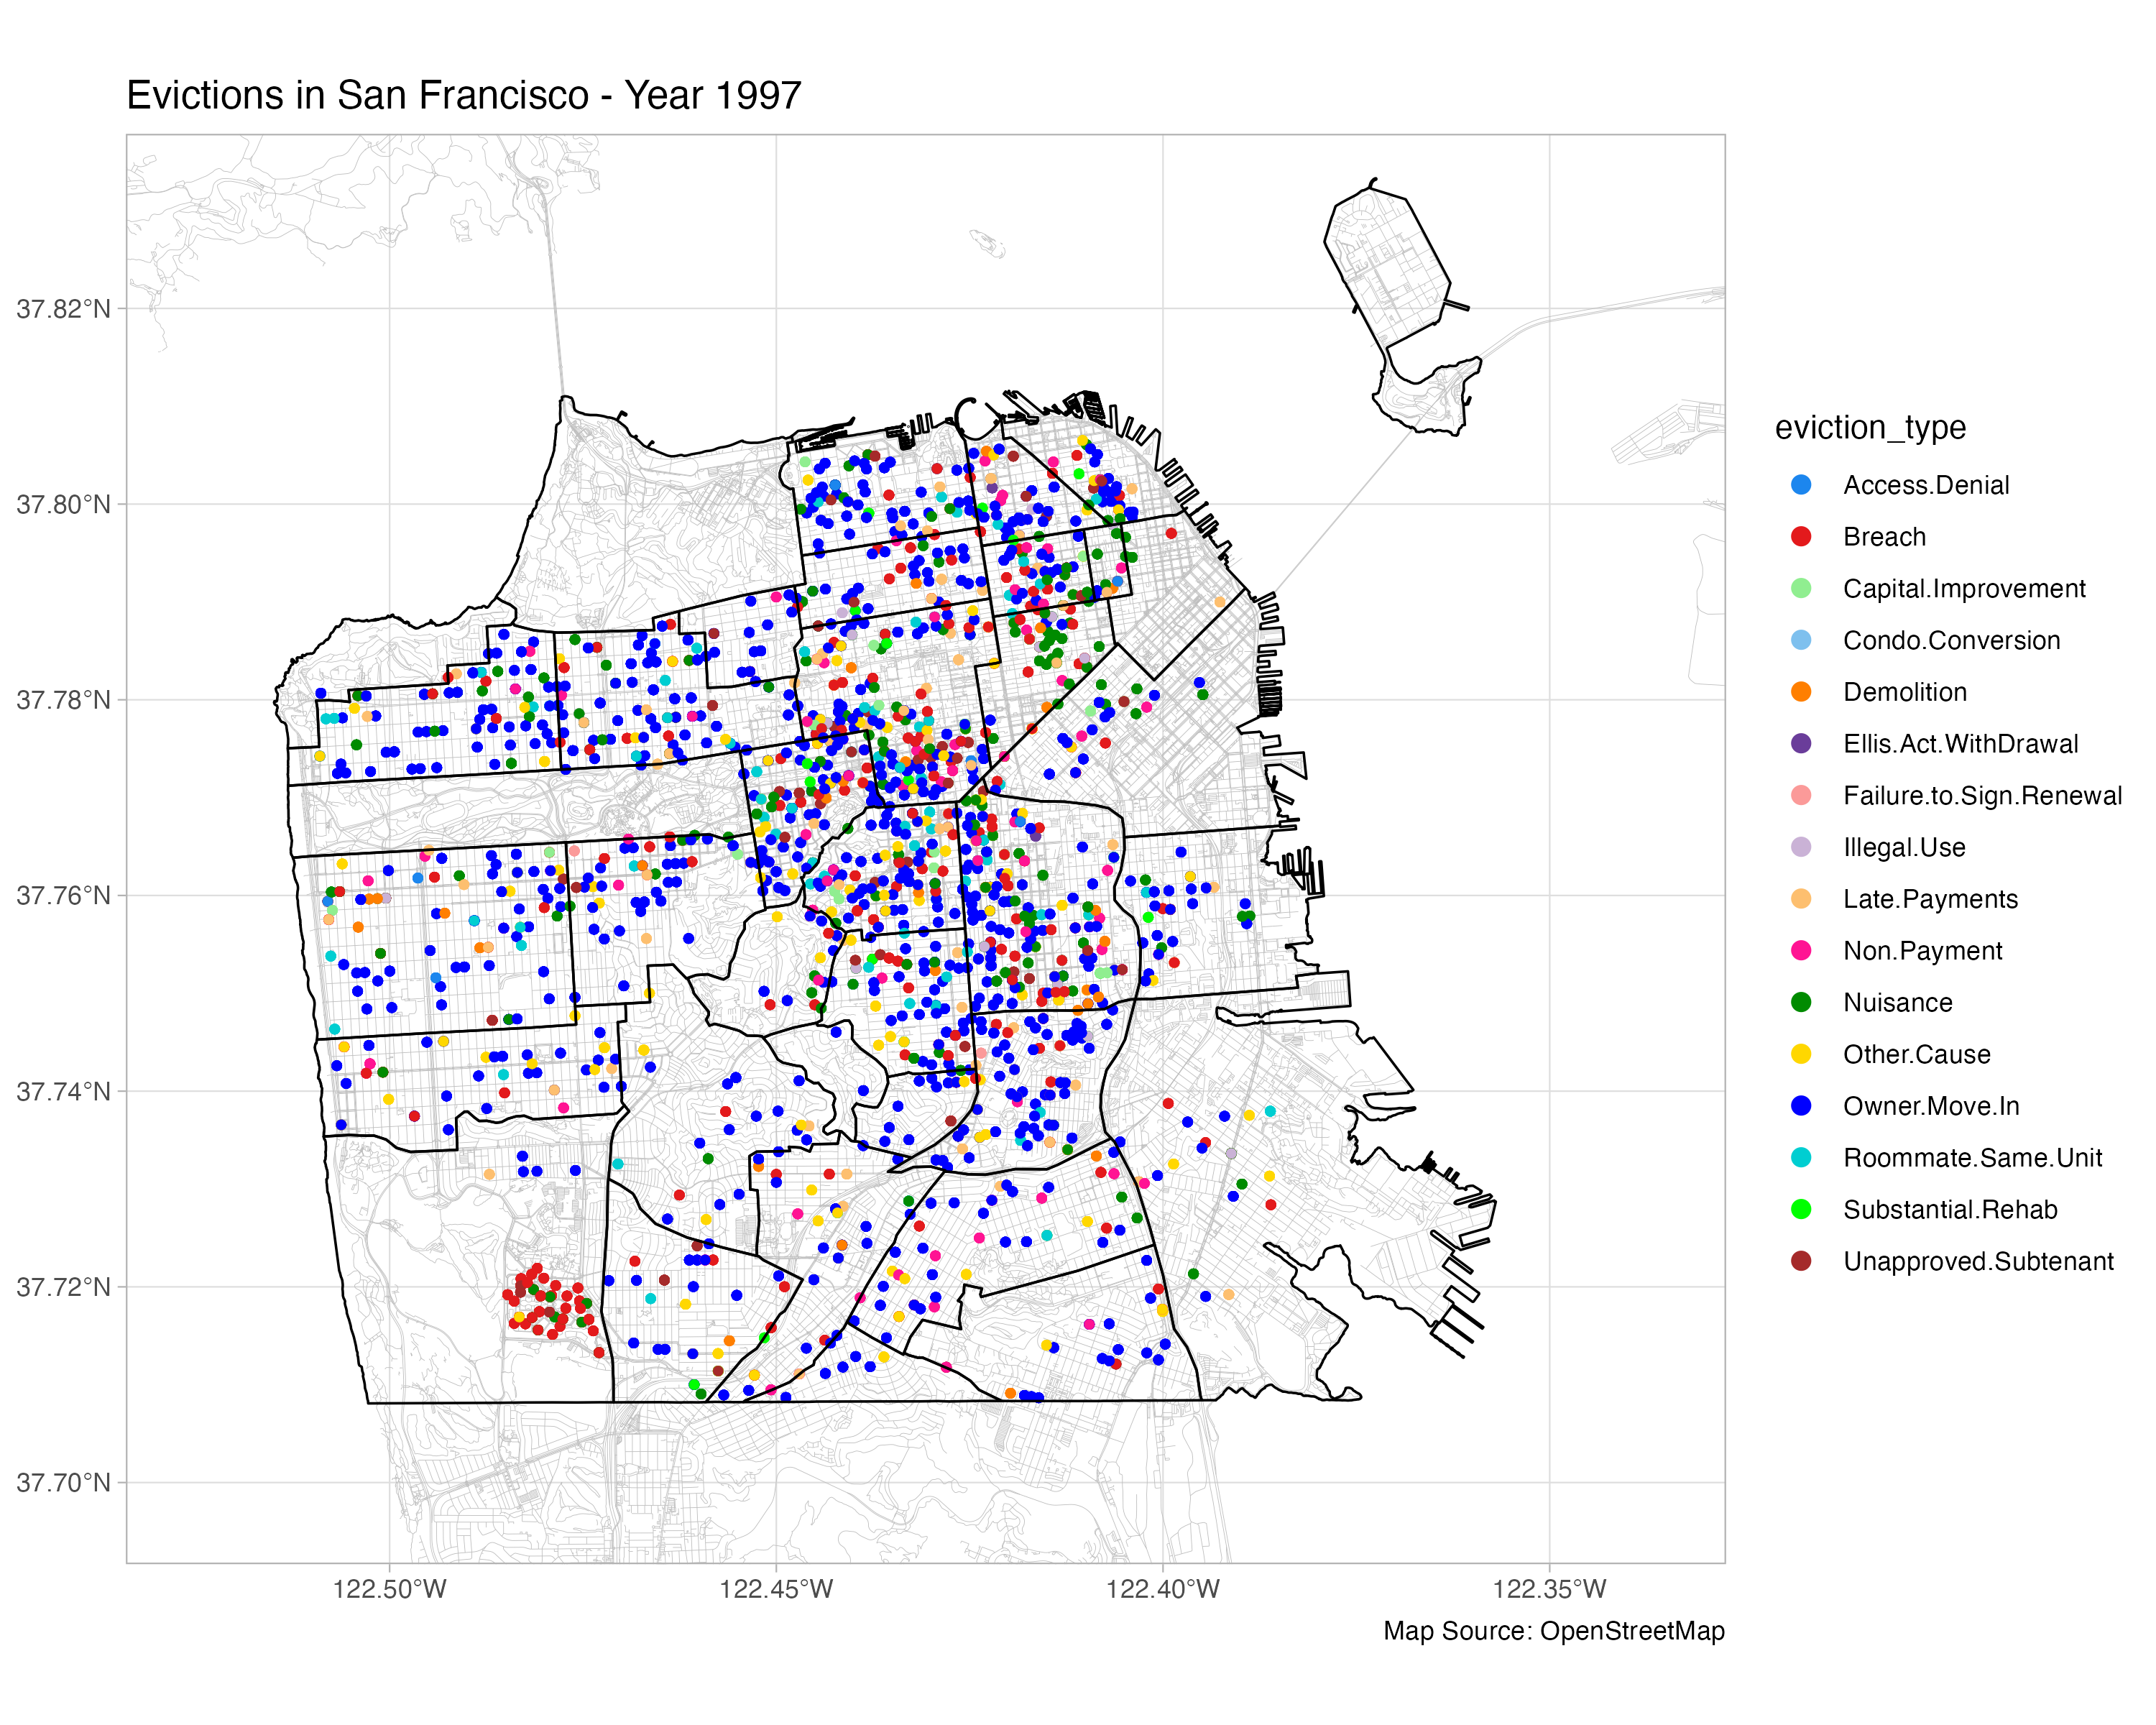 Evictions in San Francisco - Year 1997
37.82°N
37.80°N
37.78°N
37.76°N
37.74°N
37.72°N
37.70°N
122.50°W
122.45°W
122.40°W
122.35°W
Map Source: OpenStreetMap
eviction_type
Access.Denial
Breach
Capital.Improvement
Condo.Conversion
Demolition
Ellis.Act.WithDrawal
Failure.to.Sign.Renewal
Illegal.Use
Late.Payments
Non.Payment
Nuisance
Other.Cause
Owner.Move.In
Roommate.Same.Unit
Substantial.Rehab
Unapproved.Subtenant